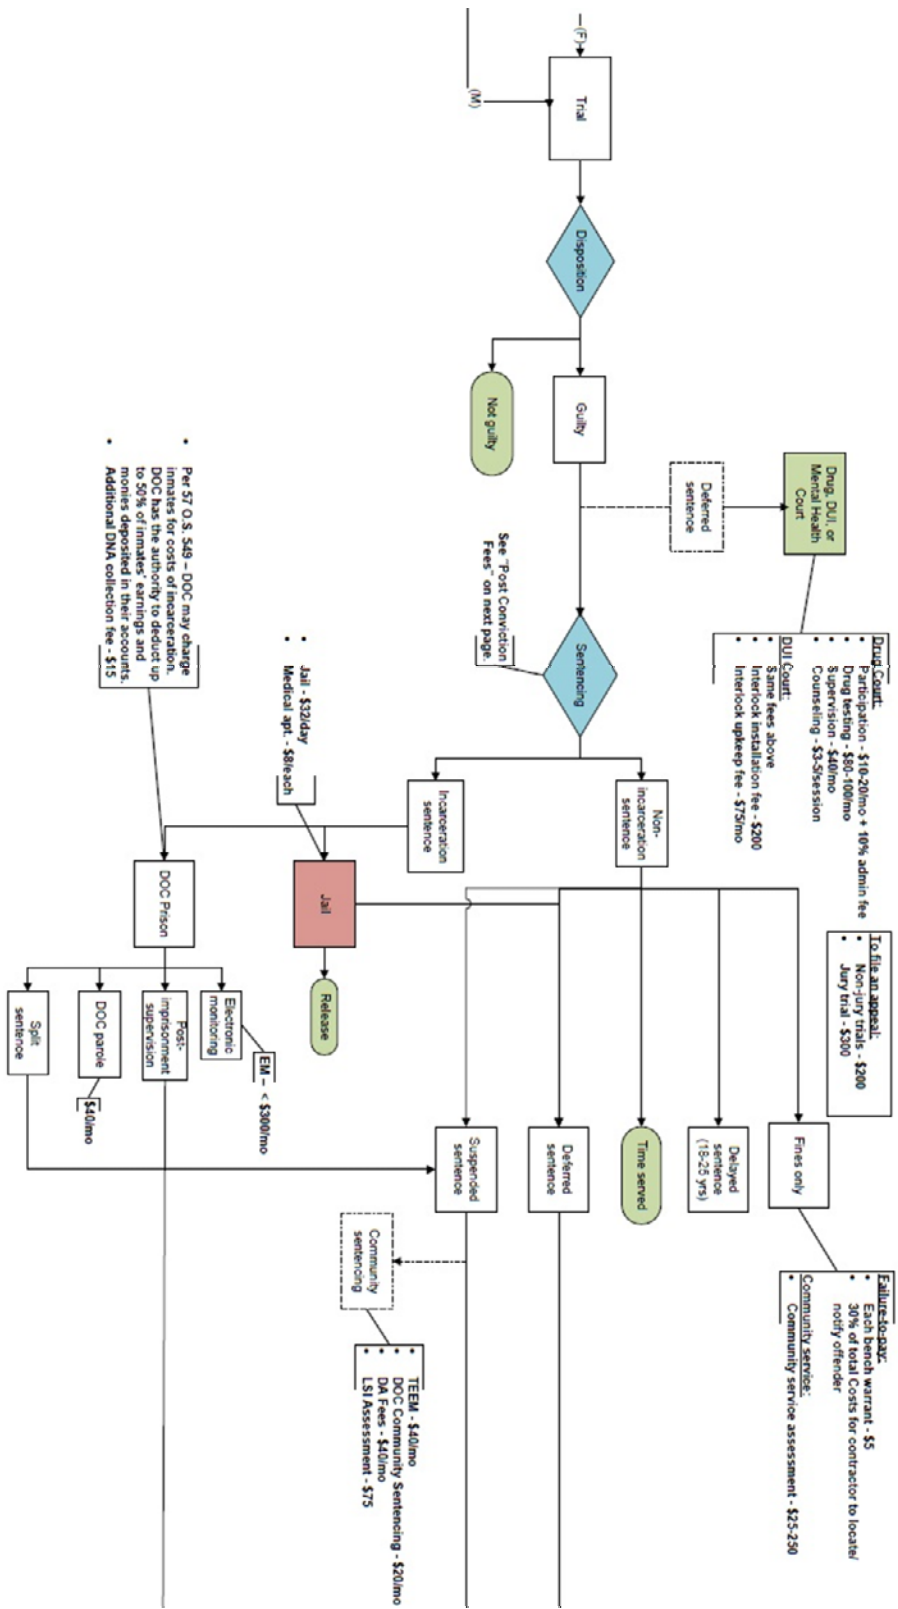 (F)
(M)
Trial
Disposition
Guilty
Not guilty
Drug, DUI, or
Mental Health
Court
Deferred
sentence
See "Post Conviction
Fees" on next page.
Sentencing
Drug Court:
• Participation - $10-20/mo + 10% admin fee
• Drug testing - $80-100/mo
• Supervision - $40/mo
• Counseling - $3-5/session
DUI Court:
• Same fees above
• Interlock installation fee - $200
• Interlock upkeep fee - $75/mo
To file an appeal:
• Non-jury trials - $200
• Jury trial - $300
Non-
incarceration
sentence
Incarceration
sentence
• Jail - $32/day
• Medical apt. - $8/each
• Per 57 O.S. 549 – DOC may charge
inmates for costs of incarceration.
DOC has the authority to deduct up
to 50% of inmates' earnings and
monies deposited in their accounts.
• Additional DNA collection fee - $15
Jail
Release
DOC Prison
Electronic
monitoring
EM – < $300/mo
Post-
imprisonment
supervision
DOC parole
$40/mo
Split
sentence
Fines only
Delayed
sentence
(18-25 yrs)
Time served
Deferred
sentence
Suspended
sentence
Community
sentencing
Failure-to-pay:
• Each bench warrant - $5
• 30% of total Costs for contractor to locate/
notify offender
Community service:
• Community service assessment - $25-250
• TEEM - $40/mo
• DOC Community Sentencing - $20/mo
• DA Fees - $40/mo
• LSI Assessment - $75